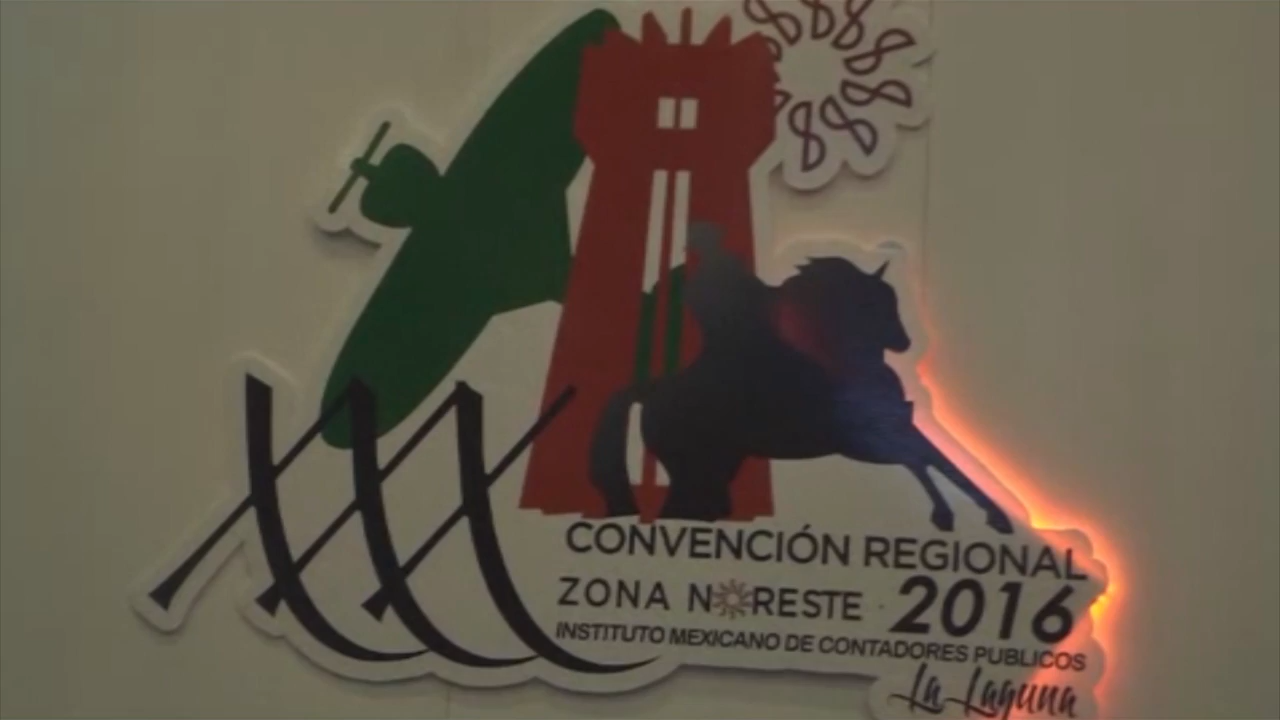 XXX
CONVENCIÓN REGIONAL
ZONA NORESTE 2016
INSTITUTO MEXICANO DE CONTADORES PUBLICOS
La Laguna